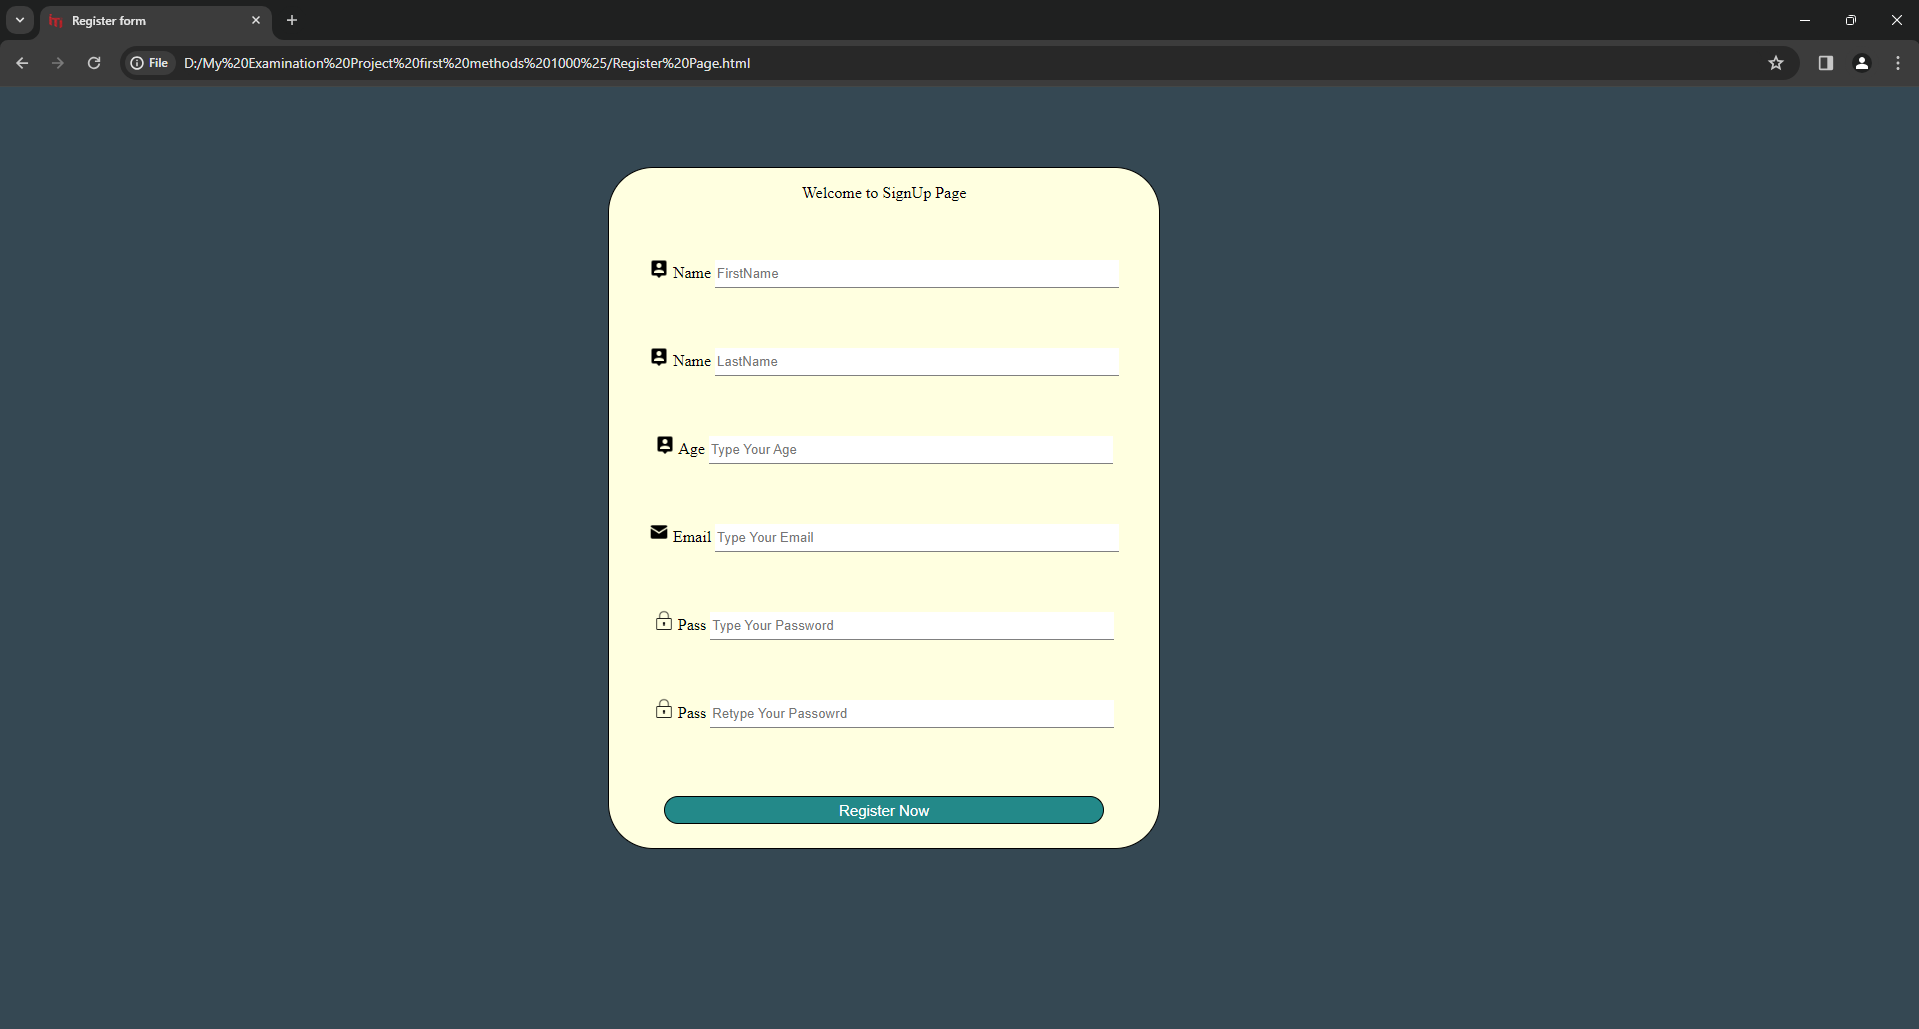 Register form
File D:/My%20Examination%20Project%20first%20methods%201000%25/Register%20Page.html
Welcome to SignUp Page
Name FirstName
Name LastName
Age Type Your Age
Email Type Your Email
Pass Type Your Password
Pass Retype Your Passowrd
Register Now